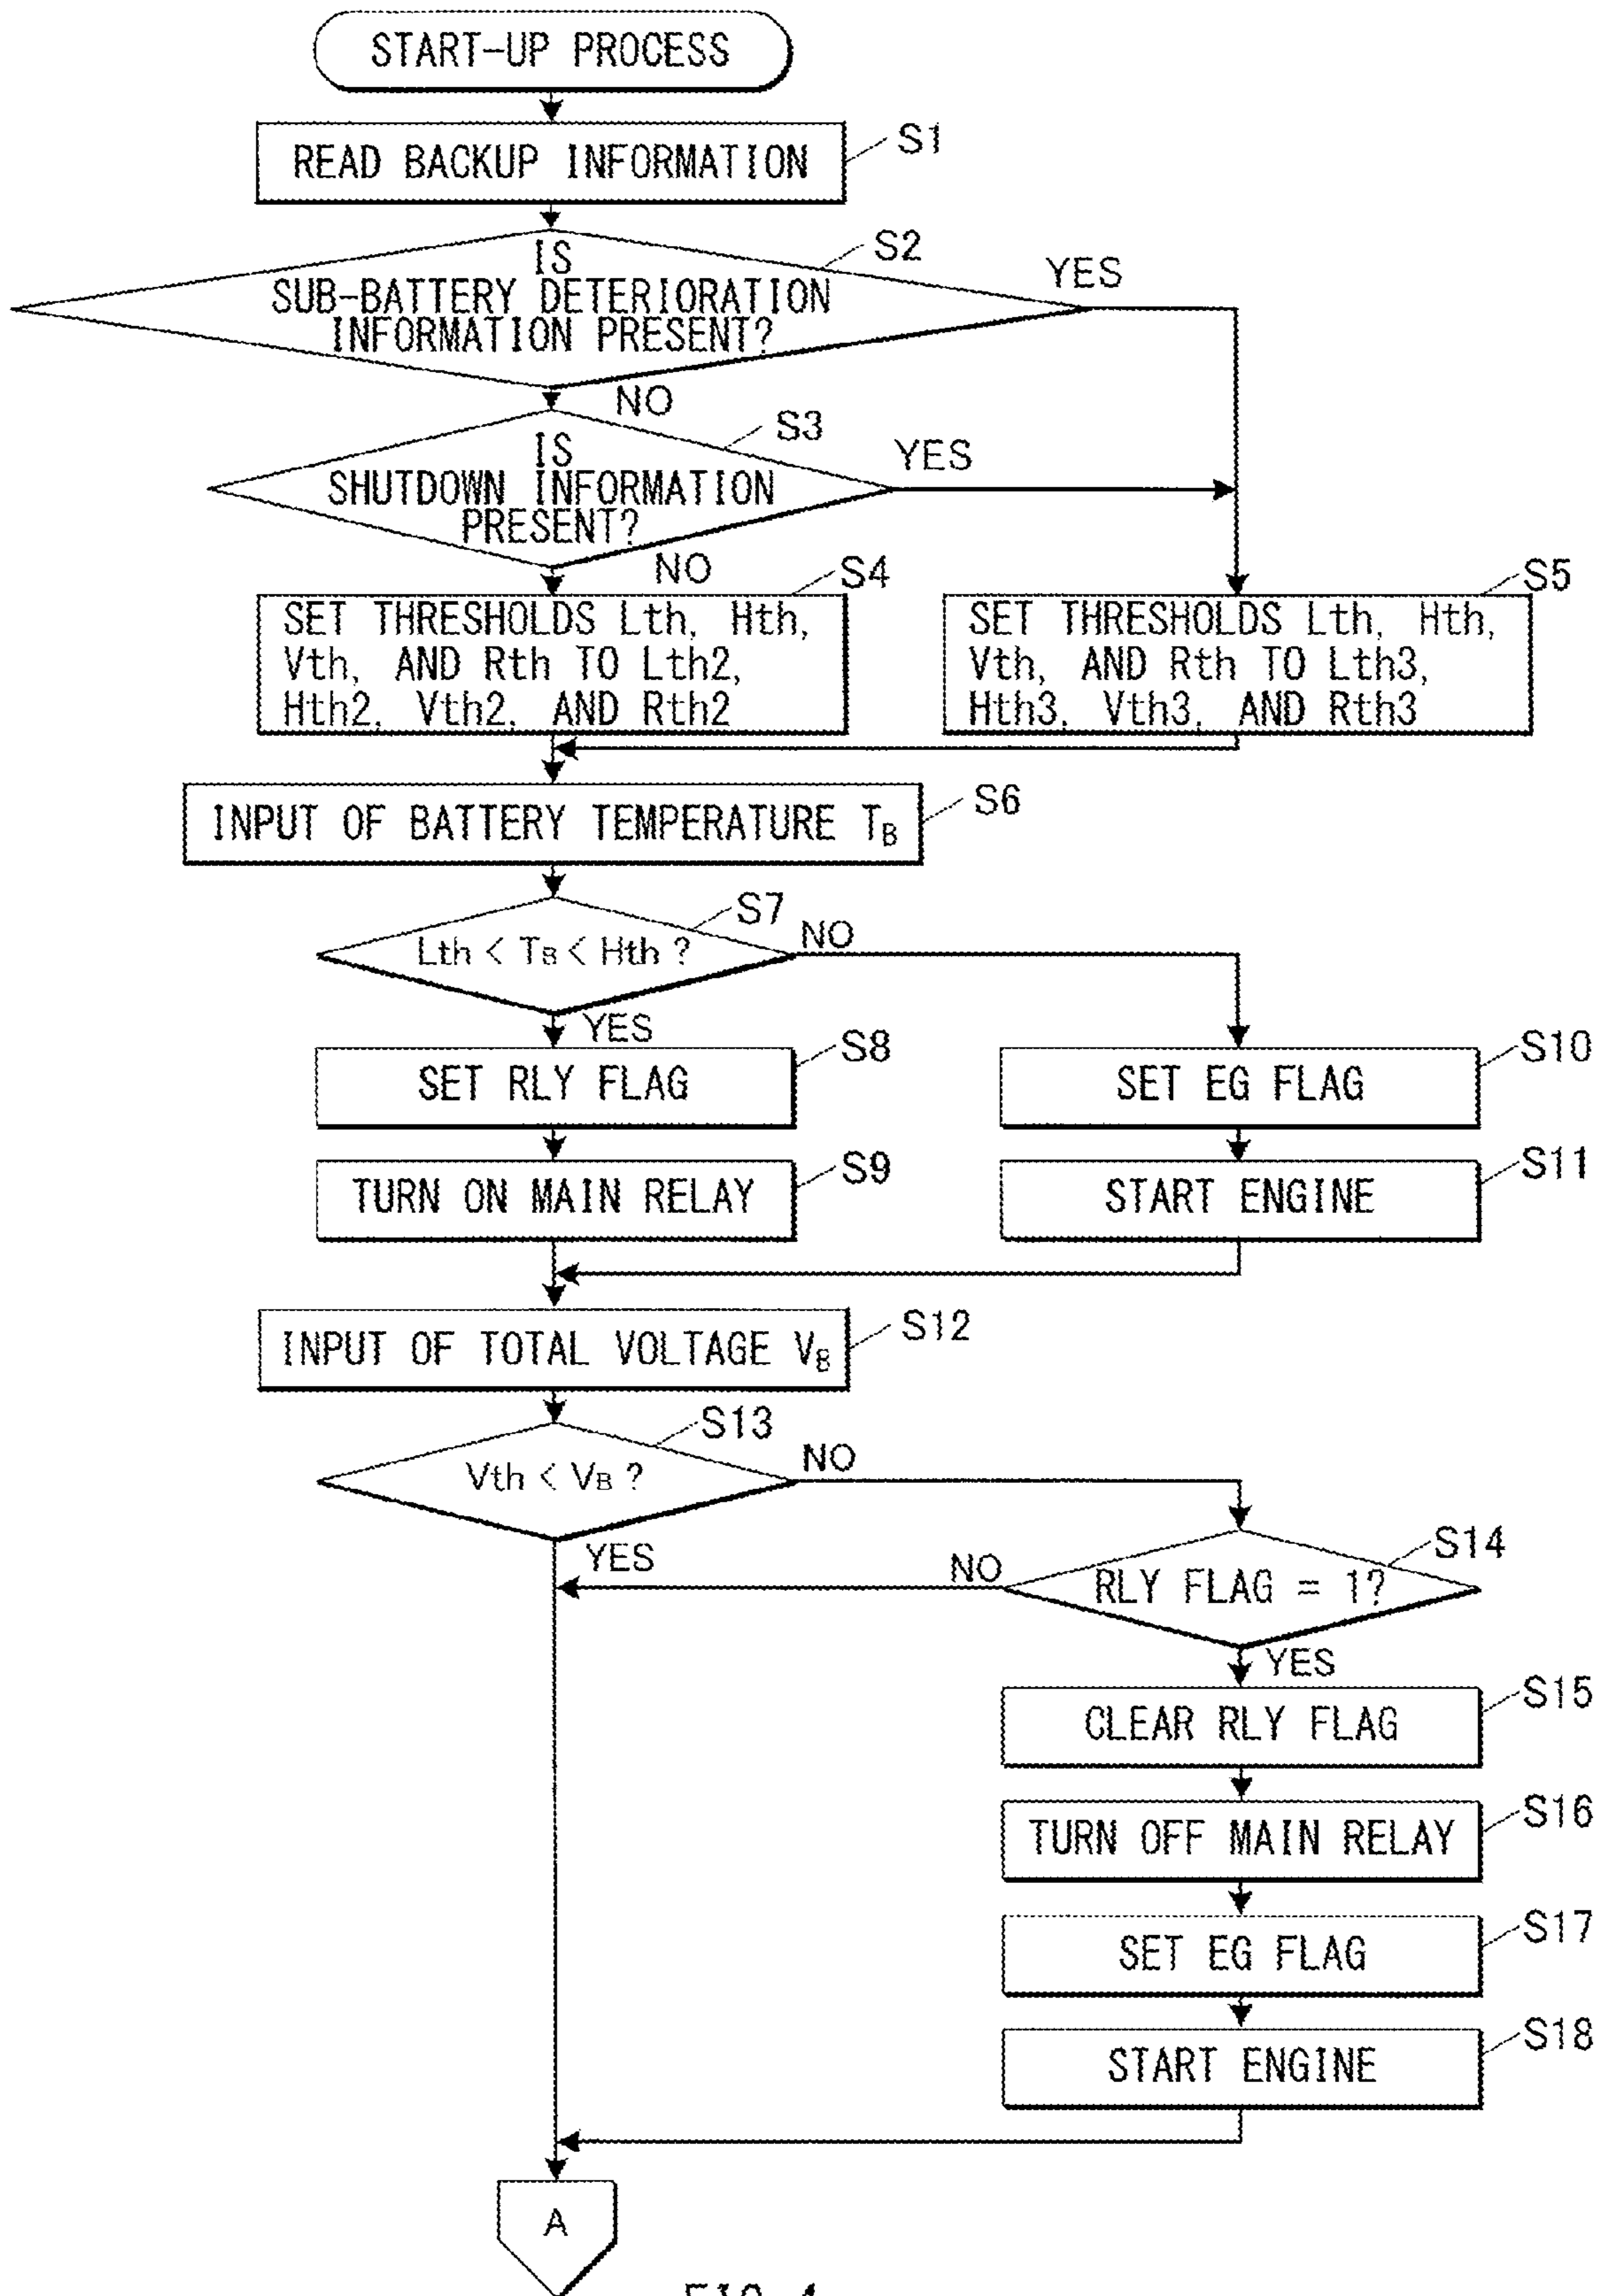 START-UP PROCESS
READ BACKUP INFORMATION
S1
IS
SUB-BATTERY DETERIORATION
INFORMATION PRESENT?
S2
YES
NO
IS
SHUTDOWN INFORMATION
PRESENT?
S3
YES
NO
SET THRESHOLDS Lth, Hth,
Vth, AND Rth TO Lth2,
Hth2, Vth2, AND Rth2
S4
SET THRESHOLDS Lth, Hth,
Vth, AND Rth TO Lth3,
Hth3, Vth3, AND Rth3
S5
INPUT OF BATTERY TEMPERATURE TB
S6
Lth < TB < Hth ?
S7
NO
YES
SET RLY FLAG
S8
SET EG FLAG
S10
TURN ON MAIN RELAY
S9
START ENGINE
S11
INPUT OF TOTAL VOLTAGE VB
S12
Vth < VB ?
S13
NO
YES
RLY FLAG = 1?
S14
NO
YES
CLEAR RLY FLAG
S15
TURN OFF MAIN RELAY
S16
SET EG FLAG
S17
START ENGINE
S18
A